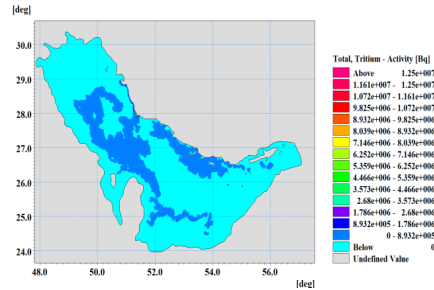 [deg]
30.0
29.0
28.0
27.0
26.0
25.0
24.0
48.0 50.0 52.0 54.0 56.0
[deg]
Total, Tritium - Activity [Bq]
Above 1.25e+007
1.161e+007 - 1.25e+007
1.072e+007 - 1.161e+007
9.825e+006 - 1.072e+007
8.932e+006 - 9.825e+006
8.039e+006 - 8.932e+006
7.146e+006 - 8.039e+006
6.252e+006 - 7.146e+006
5.359e+006 - 6.252e+006
4.466e+006 - 5.359e+006
3.573e+006 - 4.466e+006
2.68e+006 - 3.573e+006
1.786e+006 - 2.68e+006
8.932e+005 - 1.786e+006
0 - 8.932e+005
Below 0
Undefined Value